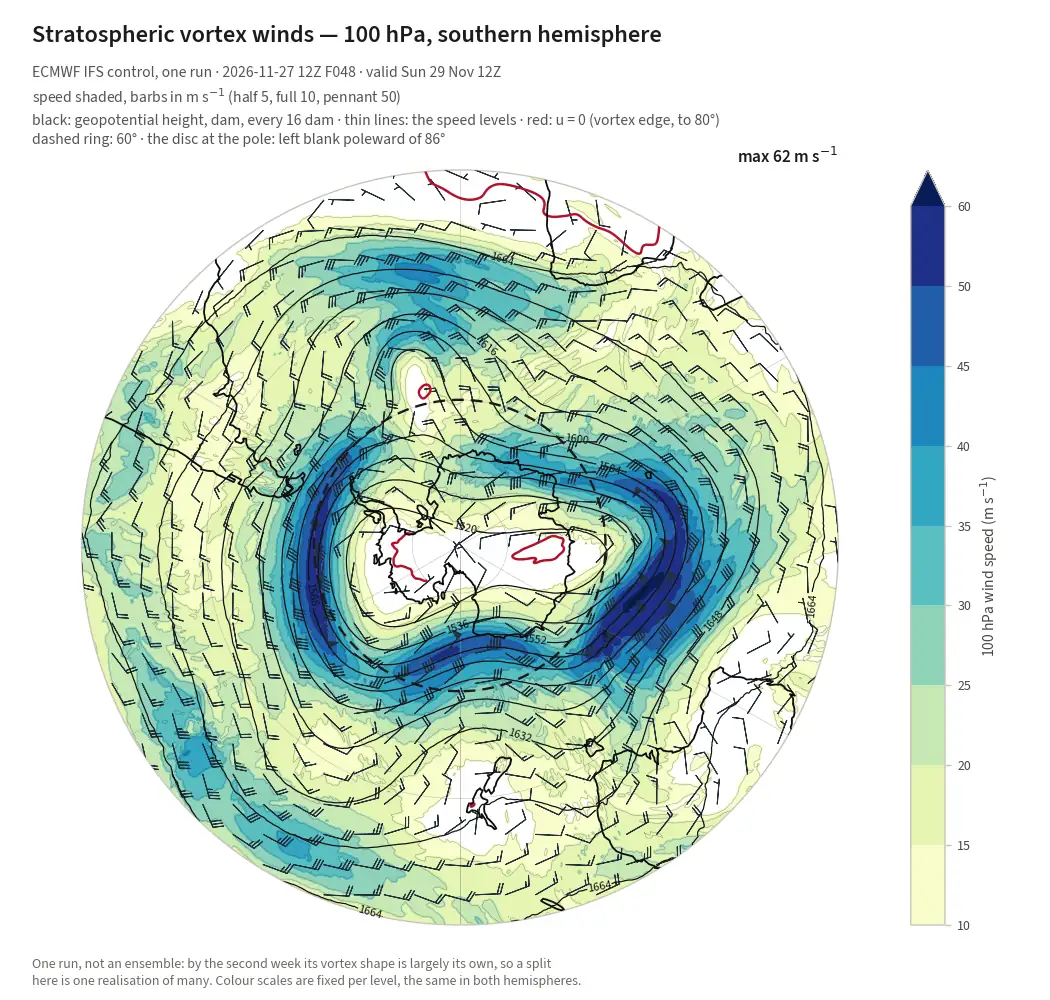 Stratospheric vortex winds — 100 hPa, southern hemisphere
ECMWF IFS control, one run · 2026-11-27 12Z F048 · valid Sun 29 Nov 12Z
speed shaded, barbs in m s⁻¹ (half 5, full 10, pennant 50)
black: geopotential height, dam, every 16 dam · thin lines: the speed levels · red: u = 0 (vortex edge, to 80°)
dashed ring: 60° · the disc at the pole: left blank poleward of 86°
max 62 m s⁻¹
60
50
45
40
35
30
25
20
15
10
100 hPa wind speed (m s⁻¹)
1664
1616
1600
1584
1520
1568
1536
1552
1648
1664
1632
1664
1664
One run, not an ensemble: by the second week its vortex shape is largely its own, so a split
here is one realisation of many. Colour scales are fixed per level, the same in both hemispheres.